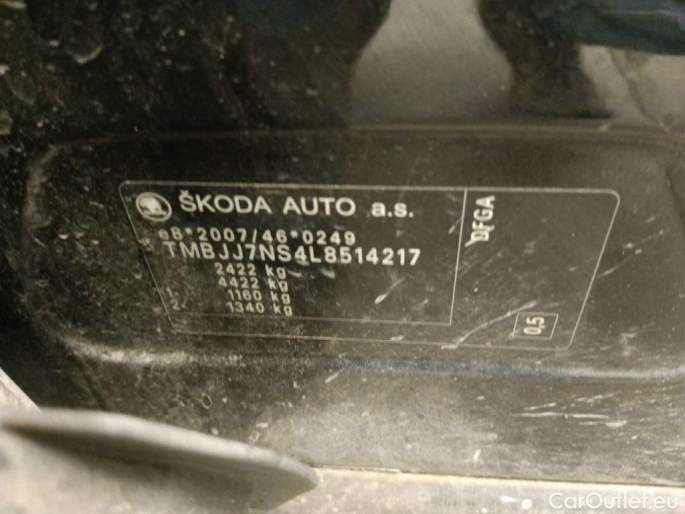 ŠKODA AUTO a.s.
e8*2007/46*0249
TMBJJ7NS4L8514217
2422 kg
4422 kg
1. 1160 kg
2. 1340 kg
DFGA
0,5
CarOutlet.eu